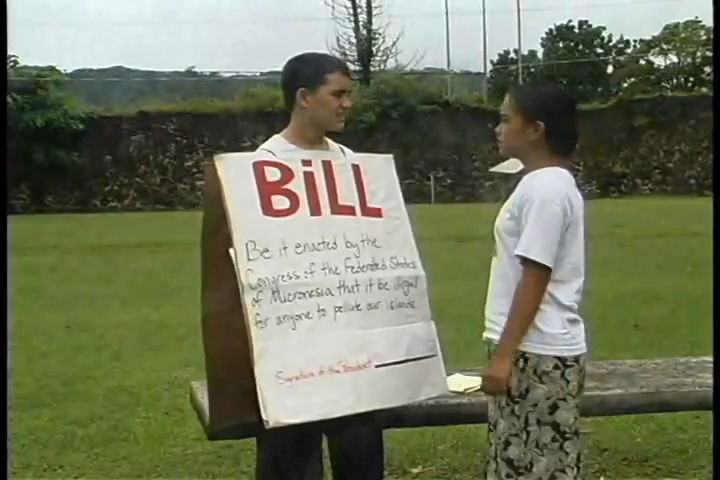 BiLL
Be it enacted by the
Congress of the Federated States
of Micronesia that it be illegal
for anyone to pollute our islands.
Signature of the President